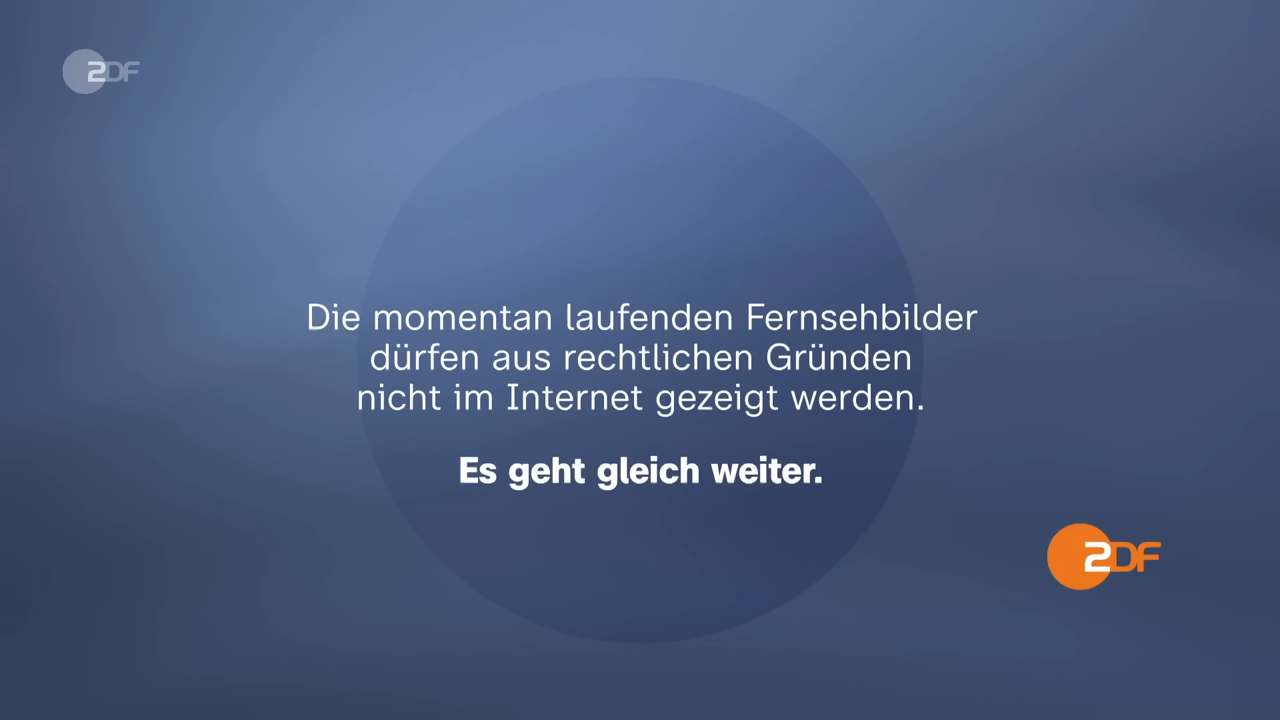 ZDF
Die momentan laufenden Fernsehbilder
dürfen aus rechtlichen Gründen
nicht im Internet gezeigt werden.
Es geht gleich weiter.
ZDF